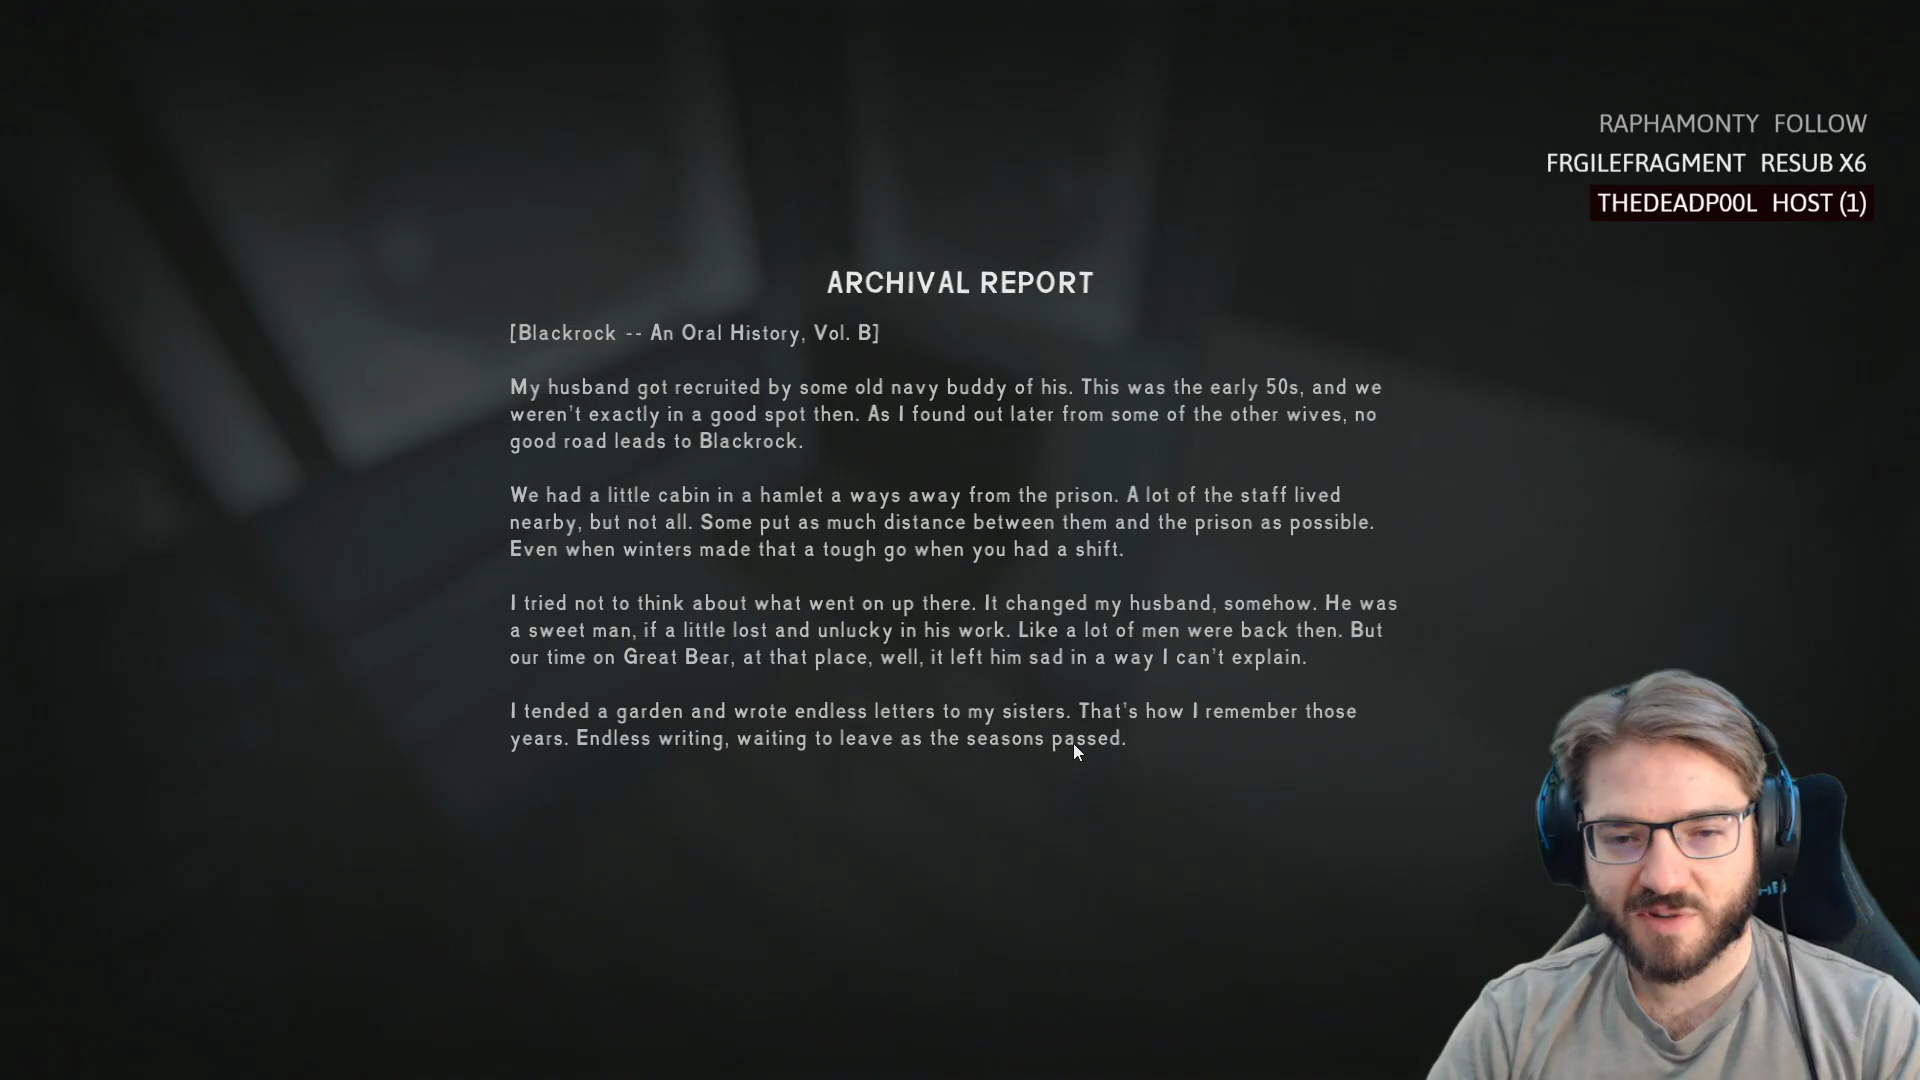 RAPHAMONTY FOLLOW
FRGILEFRAGMENT RESUB X6
THEDEADP00L HOST (1)
ARCHIVAL REPORT
[Blackrock -- An Oral History, Vol. B]
My husband got recruited by some old navy buddy of his. This was the early 50s, and we
weren't exactly in a good spot then. As I found out later from some of the other wives, no
good road leads to Blackrock.
We had a little cabin in a hamlet a ways away from the prison. A lot of the staff lived
nearby, but not all. Some put as much distance between them and the prison as possible.
Even when winters made that a tough go when you had a shift.
I tried not to think about what went on up there. It changed my husband, somehow. He was
a sweet man, if a little lost and unlucky in his work. Like a lot of men were back then. But
our time on Great Bear, at that place, well, it left him sad in a way I can't explain.
I tended a garden and wrote endless letters to my sisters. That's how I remember those
years. Endless writing, waiting to leave as the seasons passed.